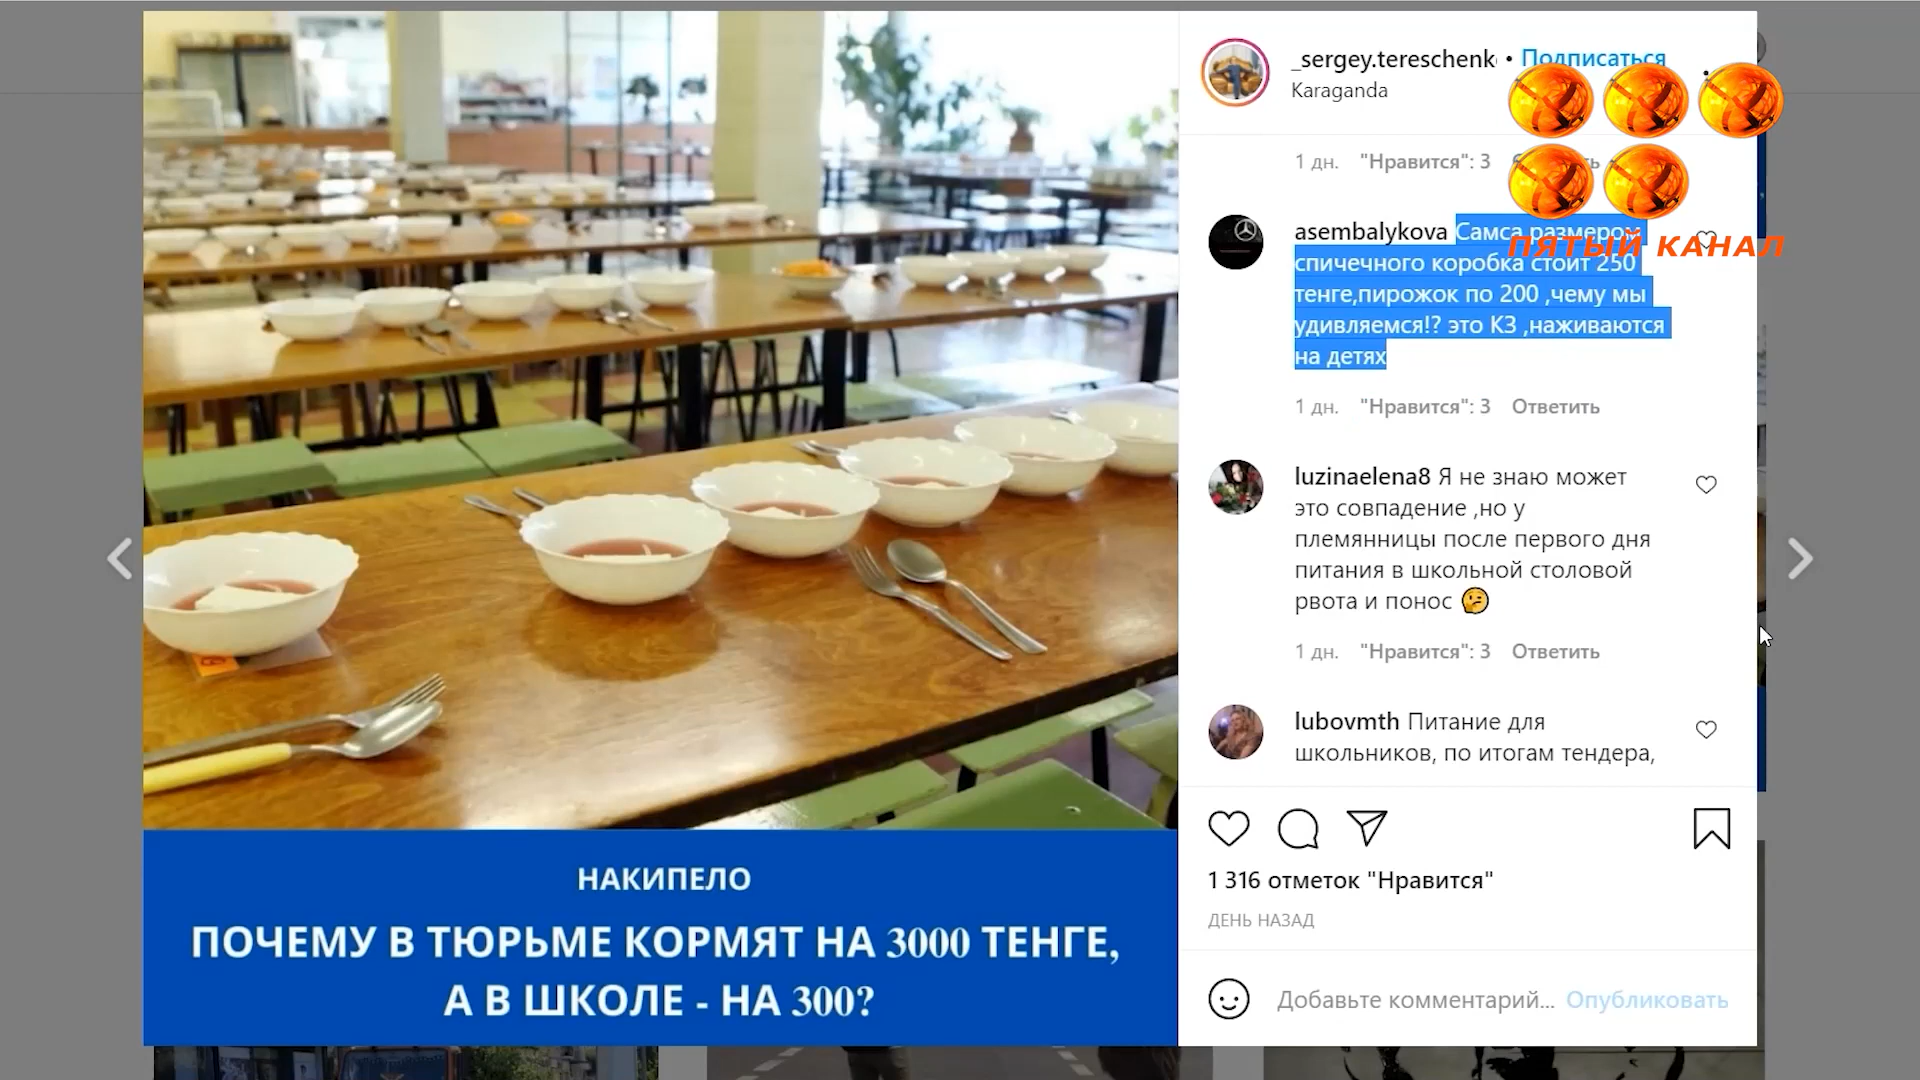 _sergey.tereschenk • Подписаться
Karaganda
1 дн. "Нравится": 3
ПЯТЫЙ КАНАЛ
asembalykova Самса размером
спичечного коробка стоит 250
тенге,пирожок по 200 ,чему мы
удивляемся!? это КЗ ,наживаются
на детях
1 дн. "Нравится": 3 Ответить
luzinaelena8 Я не знаю может
это совпадение ,но у
племянницы после первого дня
питания в школьной столовой
рвота и понос 🤔
1 дн. "Нравится": 3 Ответить
lubovmth Питание для
школьников, по итогам тендера,
1 316 отметок "Нравится"
ДЕНЬ НАЗАД
Добавьте комментарий... Опубликовать
НАКИПЕЛО
ПОЧЕМУ В ТЮРЬМЕ КОРМЯТ НА 3000 ТЕНГЕ,
А В ШКОЛЕ - НА 300?